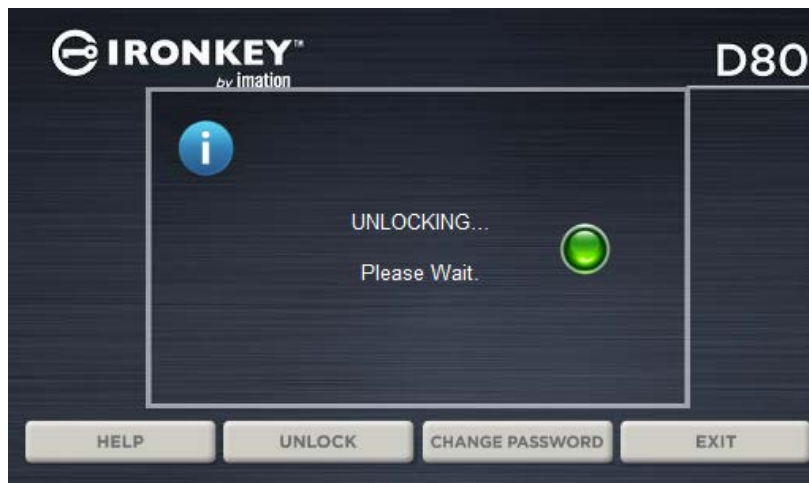 IRONKEY™
by imation
D80
i
UNLOCKING...
Please Wait.
HELP
UNLOCK
CHANGE PASSWORD
EXIT